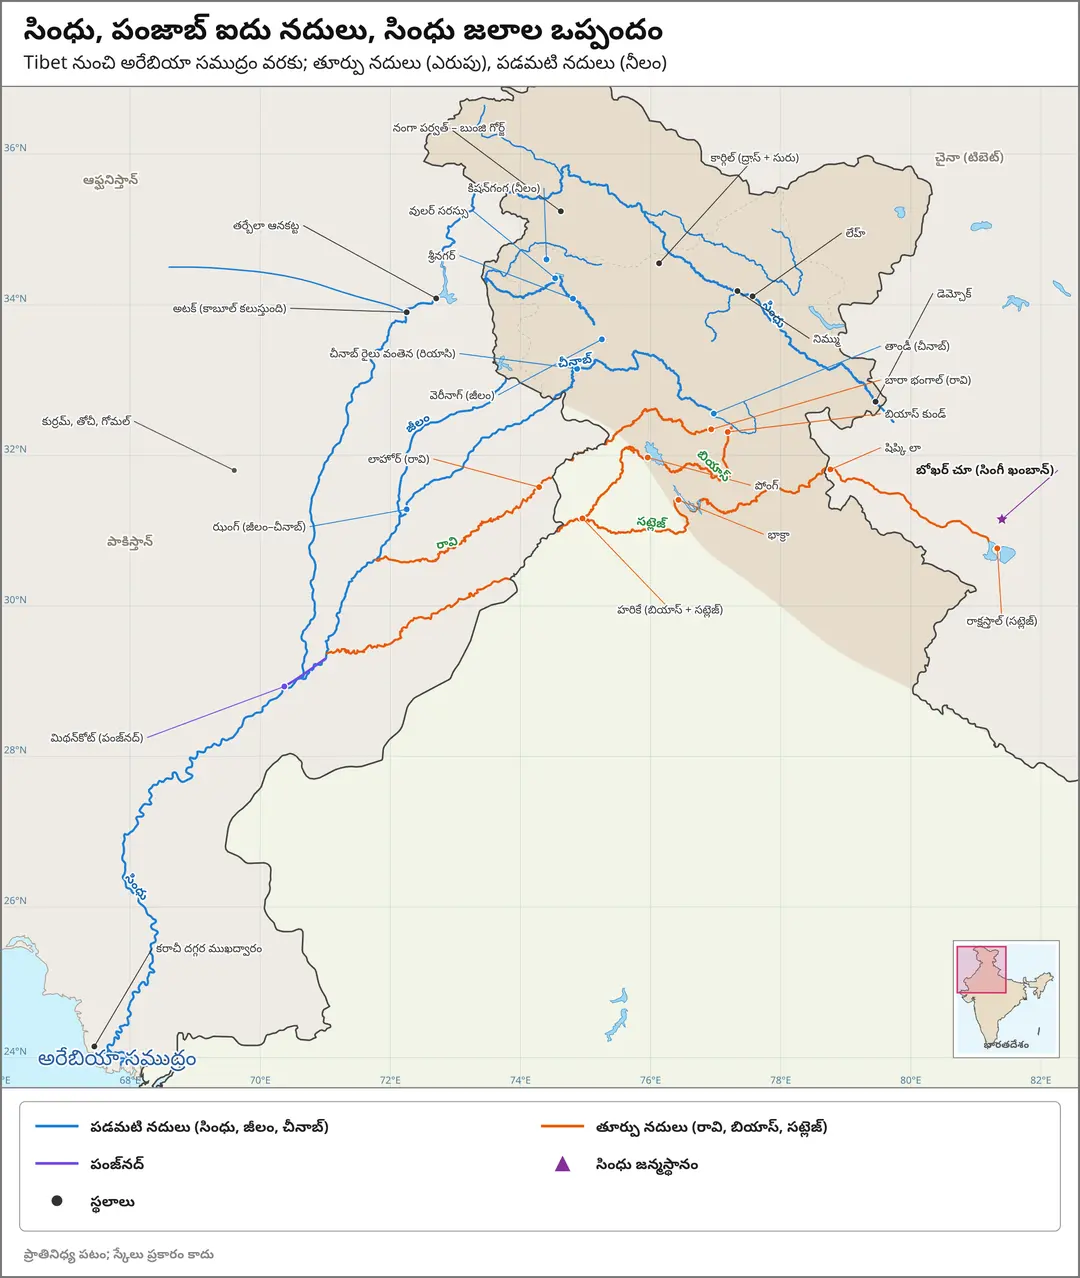 సింధు, పంజాబ్ ఐదు నదులు, సింధు జలాల ఒప్పందం
Tibet నుంచి అరేబియా సముద్రం వరకు; తూర్పు నదులు (ఎరుపు), పడమటి నదులు (నీలం)
నంగా పర్వత్ – బుంజి గోర్జ్
36°N
కార్గిల్ (ద్రాస్ + సురు)
చైనా (టిబెట్)
ఆఫ్ఘనిస్తాన్
కిషన్‌గంగ (నీలం)
వులర్ సరస్సు
తర్బేలా ఆనకట్ట
లేహ్
శ్రీనగర్
డెమ్చోక్
34°N
అటక్ (కాబూల్ కలుస్తుంది)
సింధు
నిమ్ము
తాండీ (చీనాబ్)
చీనాబ్ రైలు వంతెన (రియాసి)
చీనాబ్
బారా భంగాల్ (రావి)
వెరీనాగ్ (జీలం)
బియాస్ కుండ్
కుర్రమ్, తోచీ, గోమల్
జీలం
32°N
షిప్కి లా
లాహోర్ (రావి)
బియాస్
బోఖర్ చూ (సింగీ ఖంబాన్)
పోంగ్
ఝంగ్ (జీలం–చీనాబ్)
సట్లెజ్
భాక్రా
పాకిస్తాన్
రావి
30°N
హరికే (బియాస్ + సట్లెజ్)
రాక్షస్తాల్ (సట్లెజ్)
మిథన్‌కోట్ (పంజ్‌నద్)
28°N
సింధు
26°N
కరాచీ దగ్గర ముఖద్వారం
24°N
అరేబియా సముద్రం
భారతదేశం
°E 68°E 70°E 72°E 74°E 76°E 78°E 80°E 82°E
పడమటి నదులు (సింధు, జీలం, చీనాబ్)
తూర్పు నదులు (రావి, బియాస్, సట్లెజ్)
పంజ్‌నద్
సింధు జన్మస్థానం
స్థలాలు
ప్రాతినిధ్య పటం; స్కేలు ప్రకారం కాదు